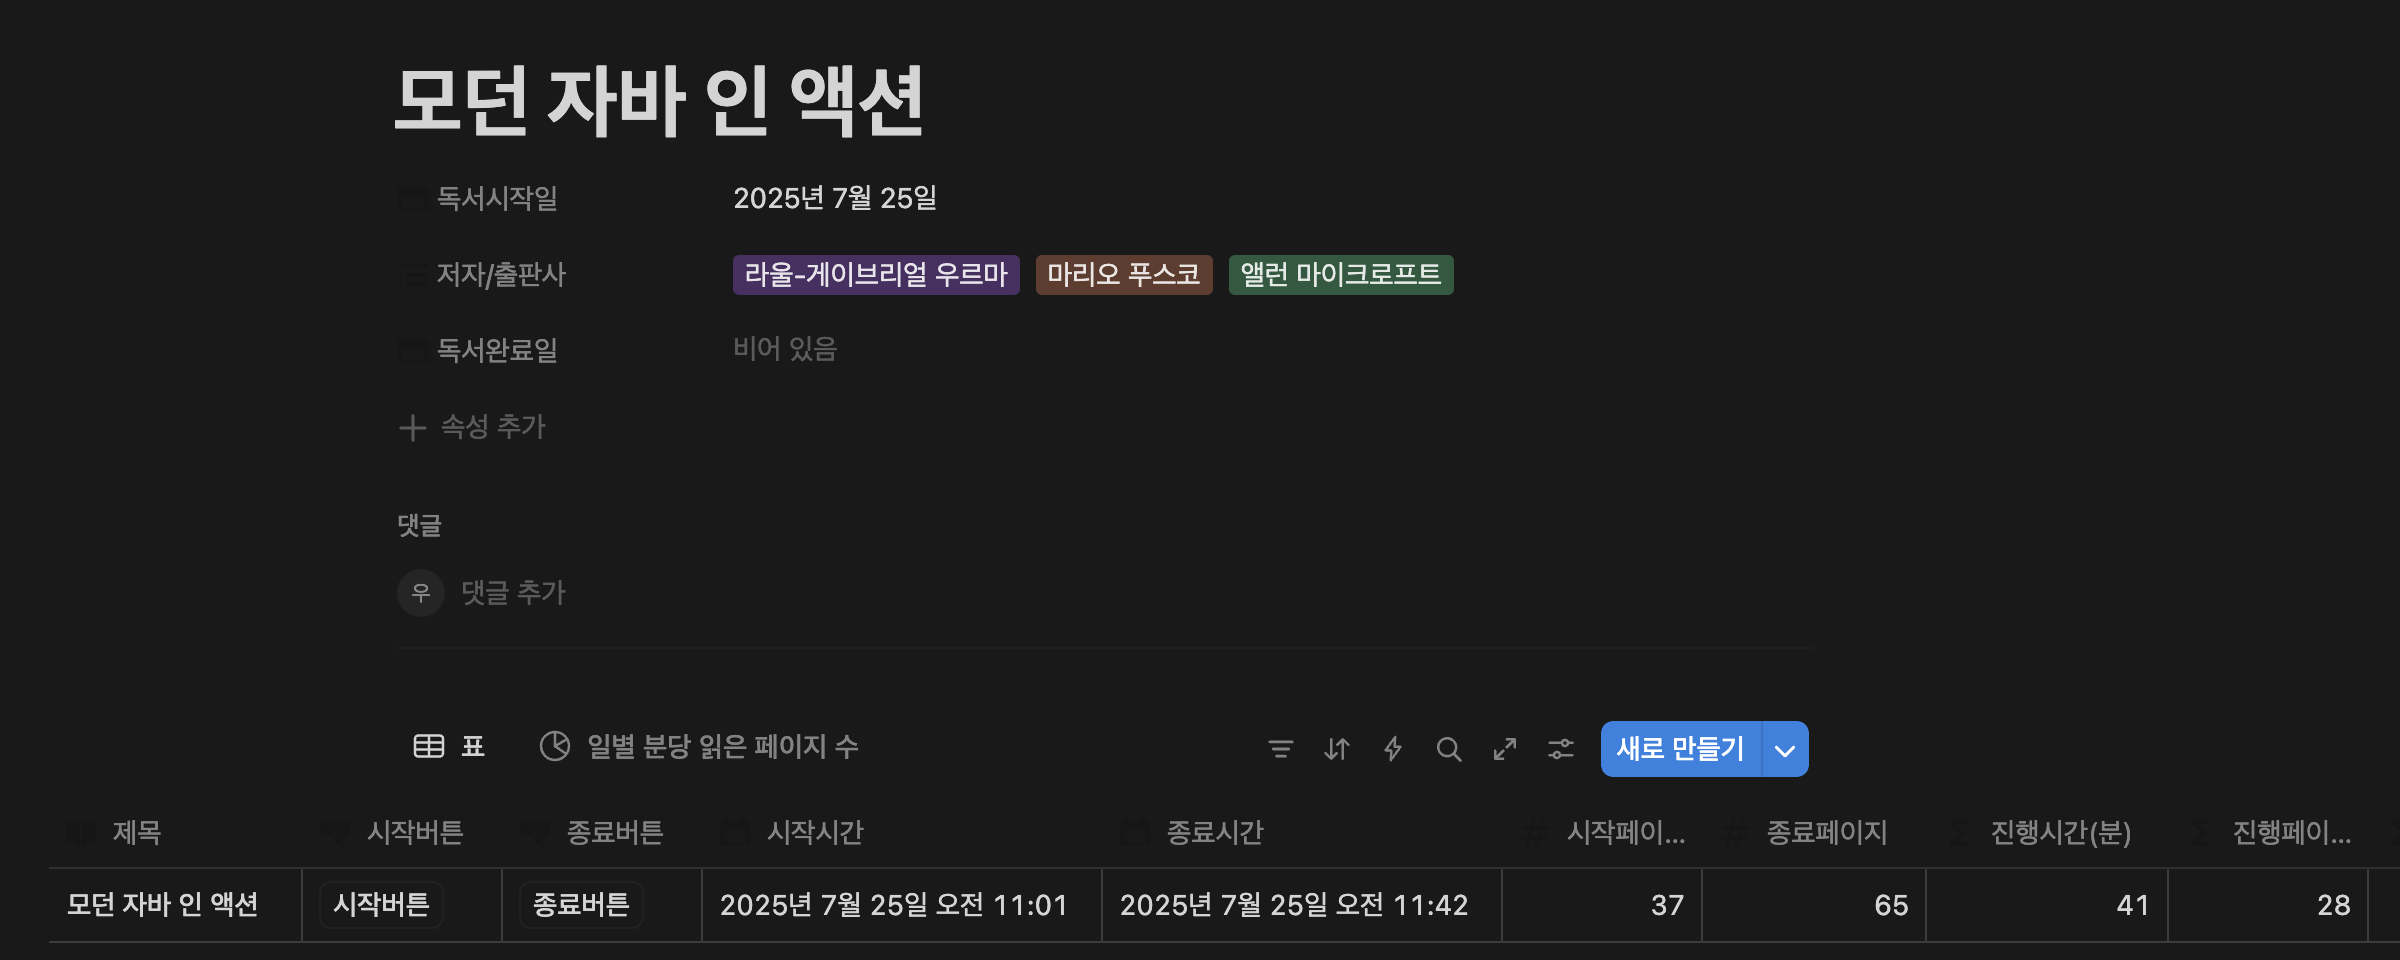 모던 자바 인 액션
독서시작일 2025년 7월 25일
저자/출판사 라울-게이브리얼 우르마 마리오 푸스코 앨런 마이크로프트
독서완료일 비어 있음
속성 추가
댓글
우 댓글 추가
표 일별 분당 읽은 페이지 수 새로 만들기
제목 시작버튼 종료버튼 시작시간 종료시간 시작페이... 종료페이지 진행시간(분) 진행페이...
모던 자바 인 액션 시작버튼 종료버튼 2025년 7월 25일 오전 11:01 2025년 7월 25일 오전 11:42 37 65 41 28